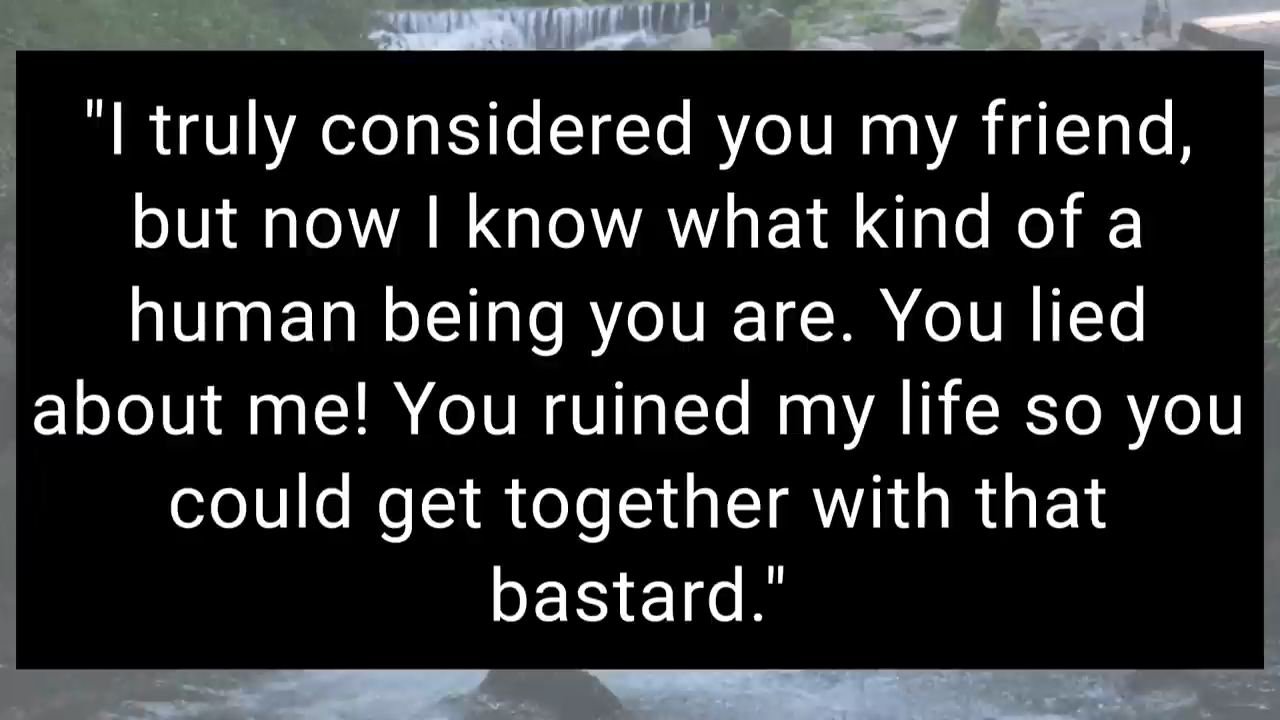 "I truly considered you my friend,
but now I know what kind of a
human being you are. You lied
about me! You ruined my life so you
could get together with that
bastard."